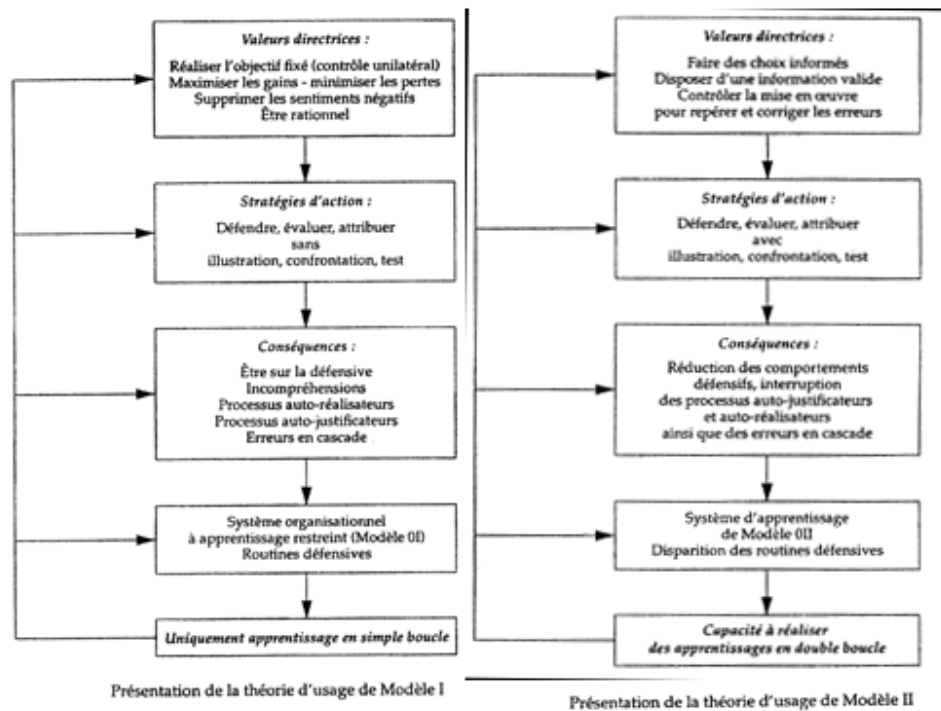 Valeurs directrices :
Réaliser l'objectif fixé (contrôle unilatéral)
Maximiser les gains - minimiser les pertes
Supprimer les sentiments négatifs
Être rationnel
Stratégies d'action :
Défendre, évaluer, attribuer
sans
illustration, confrontation, test
Conséquences :
Être sur la défensive
Incompréhensions
Processus auto-réalisateurs
Processus auto-justificateurs
Erreurs en cascade
Système organisationnel
à apprentissage restreint (Modèle 0I)
Routines défensives
Uniquement apprentissage en simple boucle
Présentation de la théorie d'usage de Modèle I
Valeurs directrices :
Faire des choix informés
Disposer d'une information valide
Contrôler la mise en œuvre
pour repérer et corriger les erreurs
Stratégies d'action :
Défendre, évaluer, attribuer
avec
illustration, confrontation, test
Conséquences :
Réduction des comportements
défensifs, interruption
des processus auto-justificateurs
et auto-réalisateurs
ainsi que des erreurs en cascade
Système d'apprentissage
de Modèle 0II
Disparition des routines défensives
Capacité à réaliser
des apprentissages en double boucle
Présentation de la théorie d'usage de Modèle II